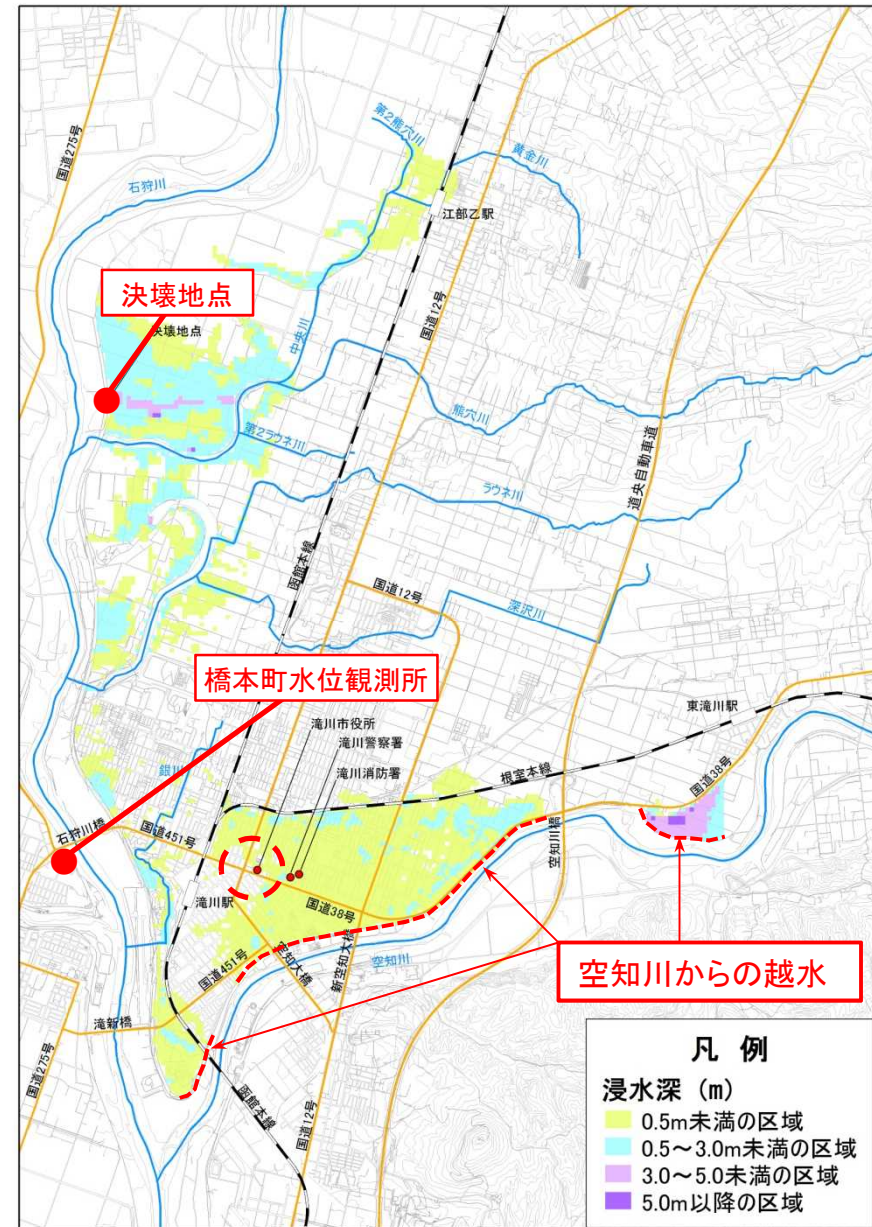 国道275号
石狩川
第2熊穴川
黄金川
江部乙駅
決壊地点
決壊地点
中央川
国道12号
第2ラウネ川
熊穴川
ラウネ川
道央自動車道
函館本線
国道12号
深沢川
橋本町水位観測所
滝川市役所
滝川警察署
滝川消防署
東滝川駅
銀川
根室本線
国道38号
石狩川橋
国道451号
空知川橋
滝川駅
国道38号
国道451号
空知大橋
新空知大橋
空知川
空知川からの越水
滝新橋
国道275号
函館本線
国道12号
凡 例
浸水深 (m)
0.5m未満の区域
0.5～3.0m未満の区域
3.0～5.0未満の区域
5.0m以降の区域